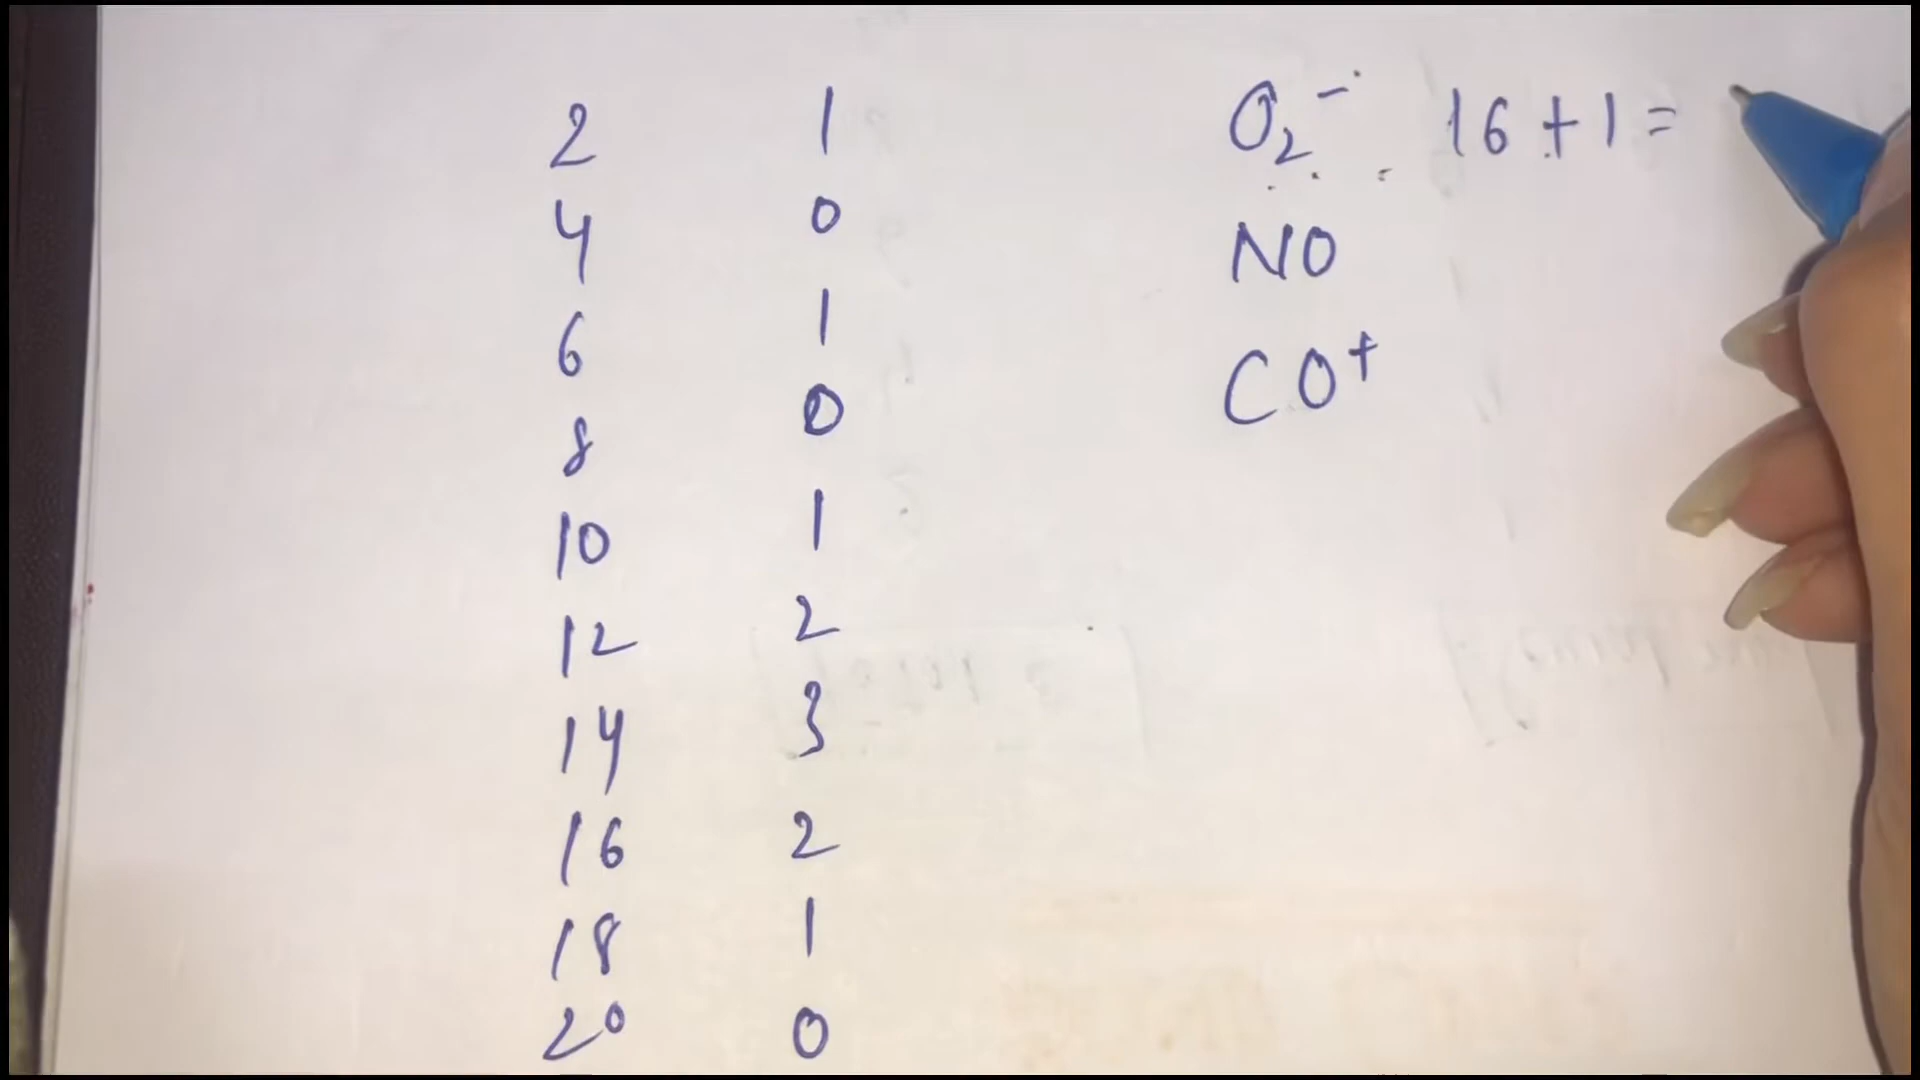 2 1 O₂⁻ 16 + 1 =
4 0 NO
6 1 CO⁺
8 0
10 1
12 2
14 3
16 2
18 1
20 0